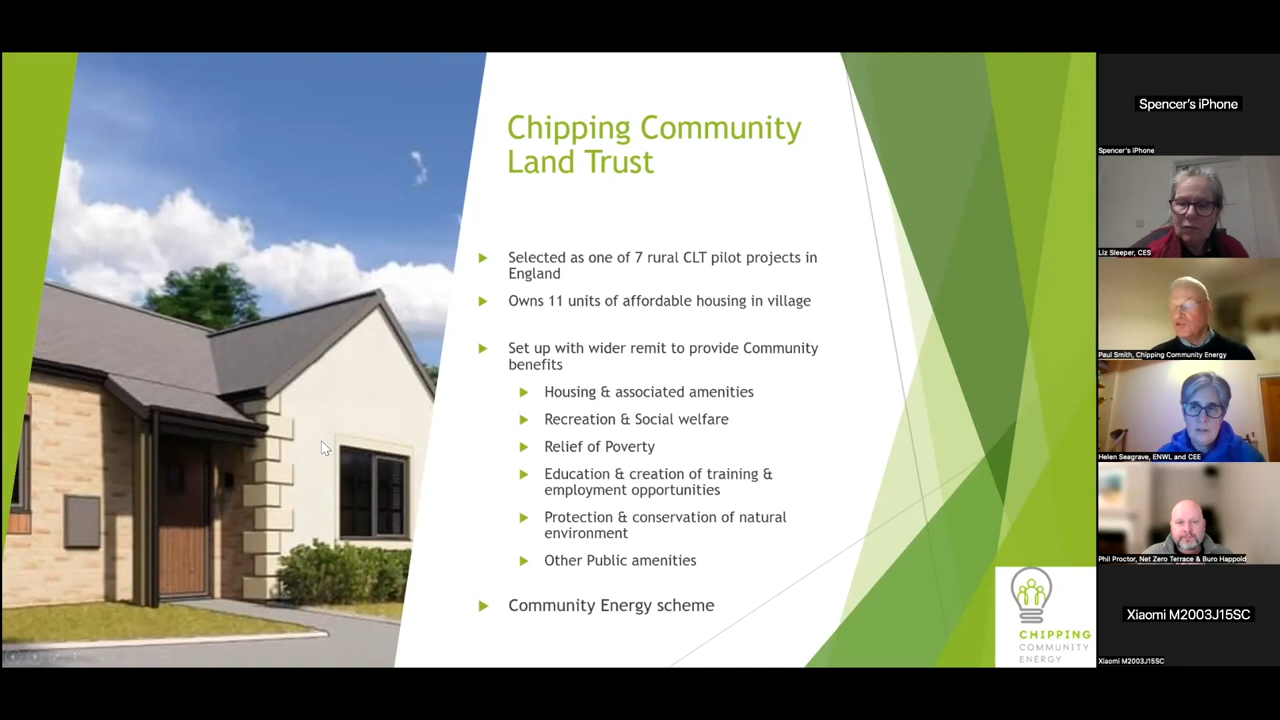 Chipping Community
Land Trust
Selected as one of 7 rural CLT pilot projects in
England
Owns 11 units of affordable housing in village
Set up with wider remit to provide Community
benefits
Housing & associated amenities
Recreation & Social welfare
Relief of Poverty
Education & creation of training &
employment opportunities
Protection & conservation of natural
environment
Other Public amenities
Community Energy scheme
CHIPPING
COMMUNITY
ENERGY
Spencer's iPhone
Spencer's iPhone
Liz Sleeper, CES
Paul Smith, Chipping Community Energy
Helen Seagrave, ENWL and CEE
Phil Proctor, Net Zero Terrace & Buro Happold
Xiaomi M2003J15SC
Xiaomi M2003J15SC